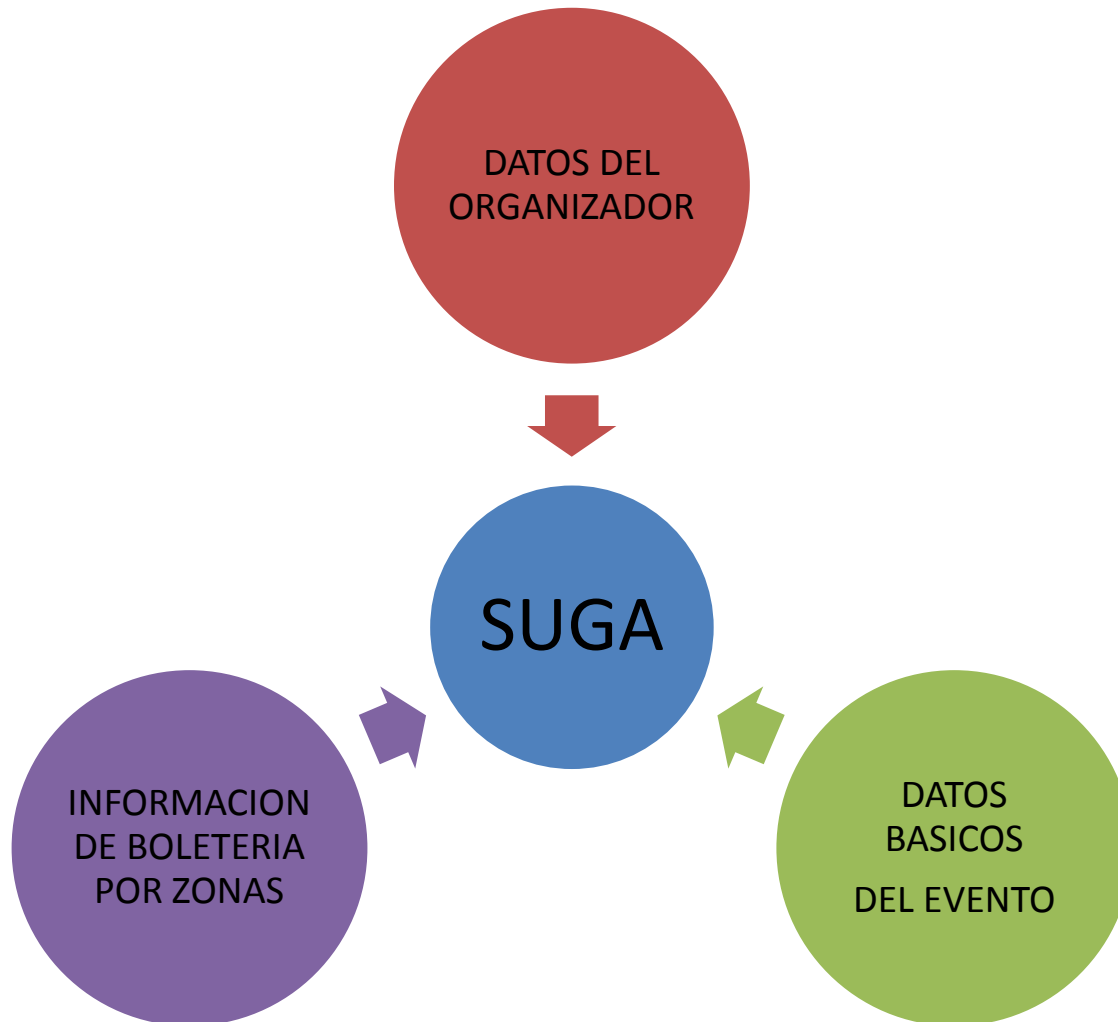 DATOS DEL
ORGANIZADOR
SUGA
INFORMACION
DE BOLETERIA
POR ZONAS
DATOS
BASICOS
DEL EVENTO